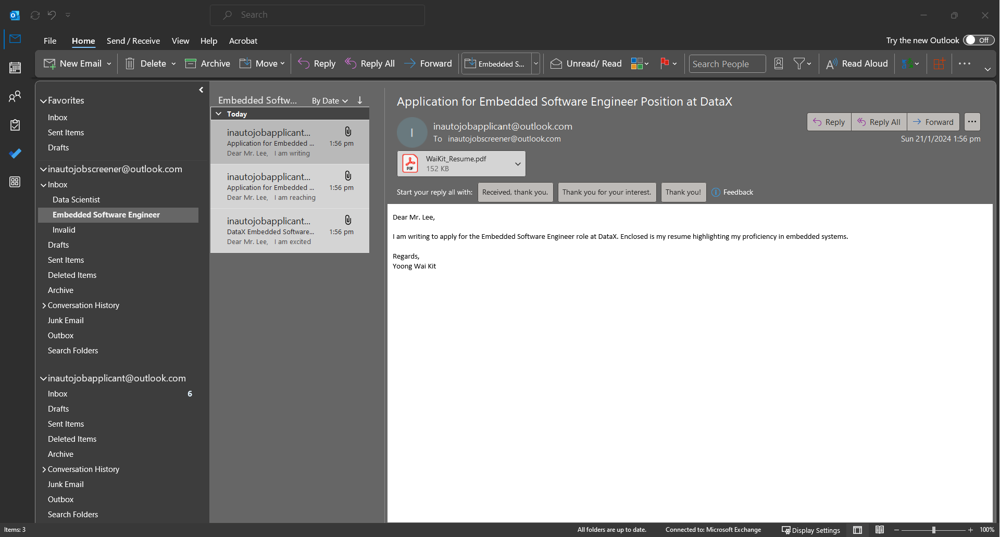 Search
File Home Send / Receive View Help Acrobat
Try the new Outlook Off
New Email Delete Archive Move Reply Reply All Forward Embedded S... Unread/ Read Search People Read Aloud
Favorites
Inbox
Sent Items
Drafts
inautojobscreener@outlook.com
Inbox
Data Scientist
Embedded Software Engineer
Invalid
Drafts
Sent Items
Deleted Items
Archive
Conversation History
Junk Email
Outbox
Search Folders
inautojobapplicant@outlook.com
Inbox 6
Drafts
Sent Items
Deleted Items
Archive
Conversation History
Junk Email
Outbox
Search Folders
Embedded Softw... By Date
Today
inautojobapplicant...
Application for Embedded ... 1:56 pm
Dear Mr. Lee, I am writing
inautojobapplicant...
Application for Embedded ... 1:56 pm
Dear Mr. Lee, I am reaching
inautojobapplicant...
DataX Embedded Software... 1:56 pm
Dear Mr. Lee, I am excited
Application for Embedded Software Engineer Position at DataX
I
inautojobapplicant@outlook.com
To inautojobscreener@outlook.com
Reply Reply All Forward ...
Sun 21/1/2024 1:56 pm
PDF
WaiKit_Resume.pdf
152 KB
Start your reply all with: Received, thank you. Thank you for your interest. Thank you! Feedback
Dear Mr. Lee,
I am writing to apply for the Embedded Software Engineer role at DataX. Enclosed is my resume highlighting my proficiency in embedded systems.
Regards,
Yoong Wai Kit
Items: 3 All folders are up to date. Connected to: Microsoft Exchange Display Settings 100%